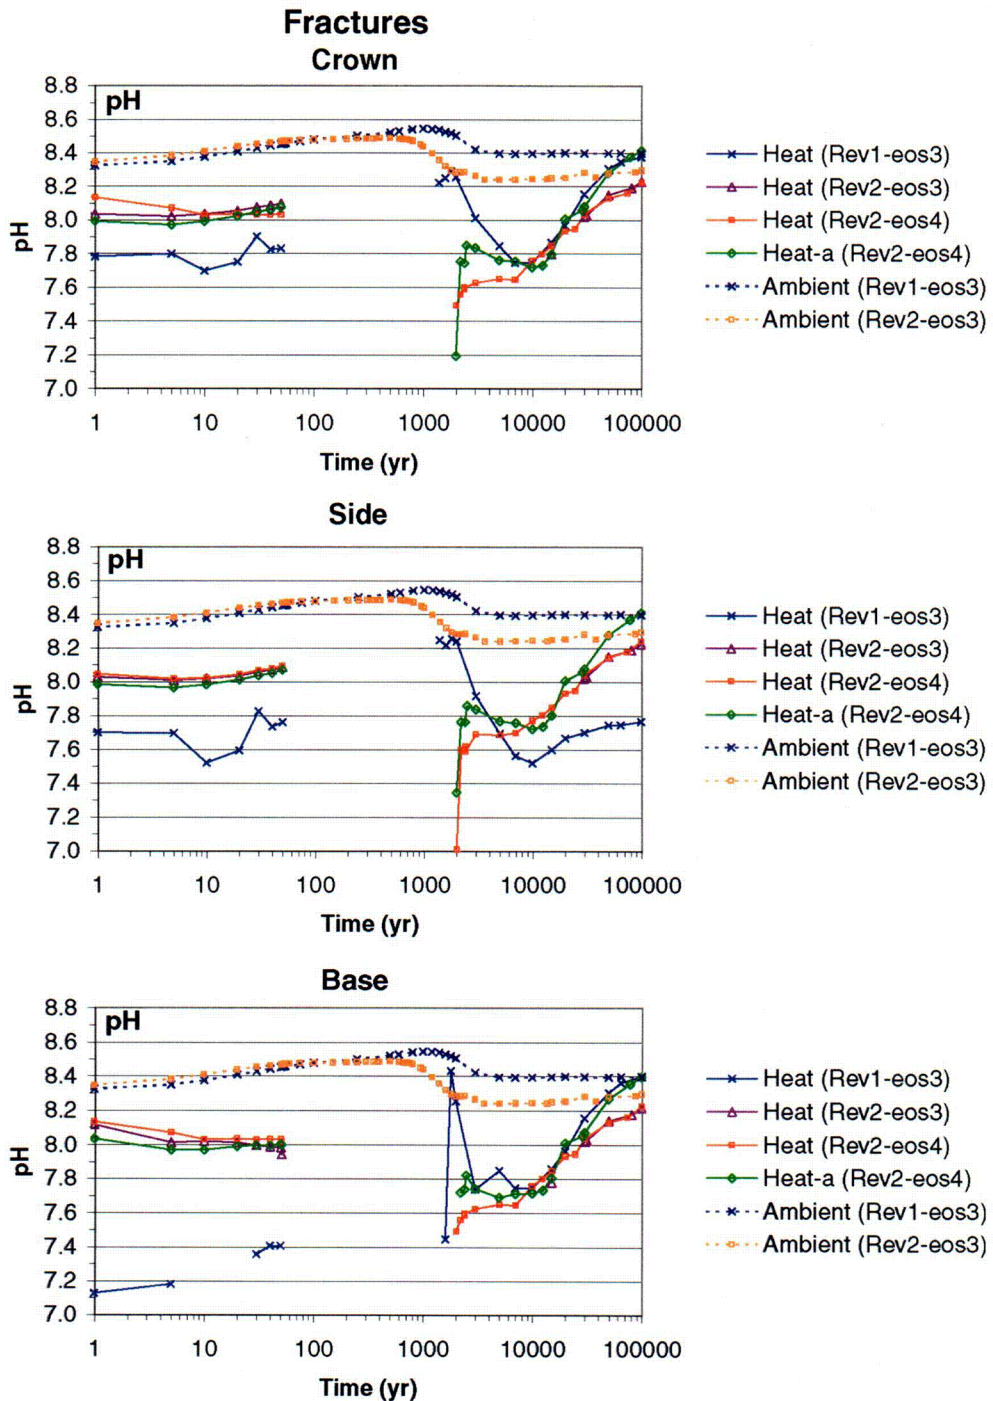 Fractures
Crown
pH
8.8
8.6
8.4
8.2
8.0
7.8
7.6
7.4
7.2
7.0
pH
1 10 100 1000 10000 100000
Time (yr)
Heat (Rev1-eos3)
Heat (Rev2-eos3)
Heat (Rev2-eos4)
Heat-a (Rev2-eos4)
Ambient (Rev1-eos3)
Ambient (Rev2-eos3)
Side
pH
8.8
8.6
8.4
8.2
8.0
7.8
7.6
7.4
7.2
7.0
pH
1 10 100 1000 10000 100000
Time (yr)
Heat (Rev1-eos3)
Heat (Rev2-eos3)
Heat (Rev2-eos4)
Heat-a (Rev2-eos4)
Ambient (Rev1-eos3)
Ambient (Rev2-eos3)
Base
pH
8.8
8.6
8.4
8.2
8.0
7.8
7.6
7.4
7.2
7.0
pH
1 10 100 1000 10000 100000
Time (yr)
Heat (Rev1-eos3)
Heat (Rev2-eos3)
Heat (Rev2-eos4)
Heat-a (Rev2-eos4)
Ambient (Rev1-eos3)
Ambient (Rev2-eos3)